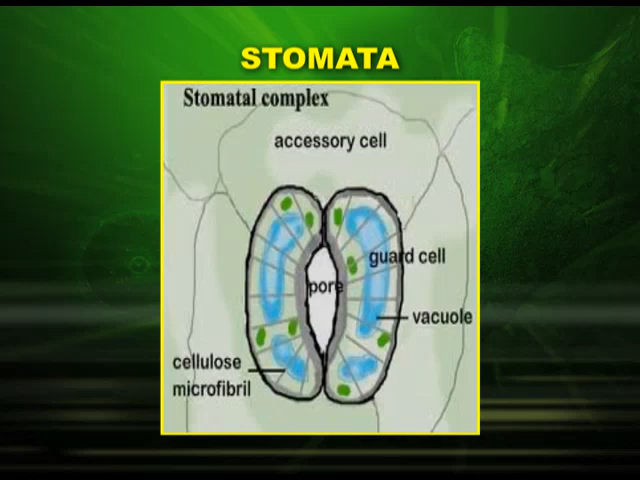 STOMATA
Stomatal complex
accessory cell
guard cell
pore
vacuole
cellulose
microfibril